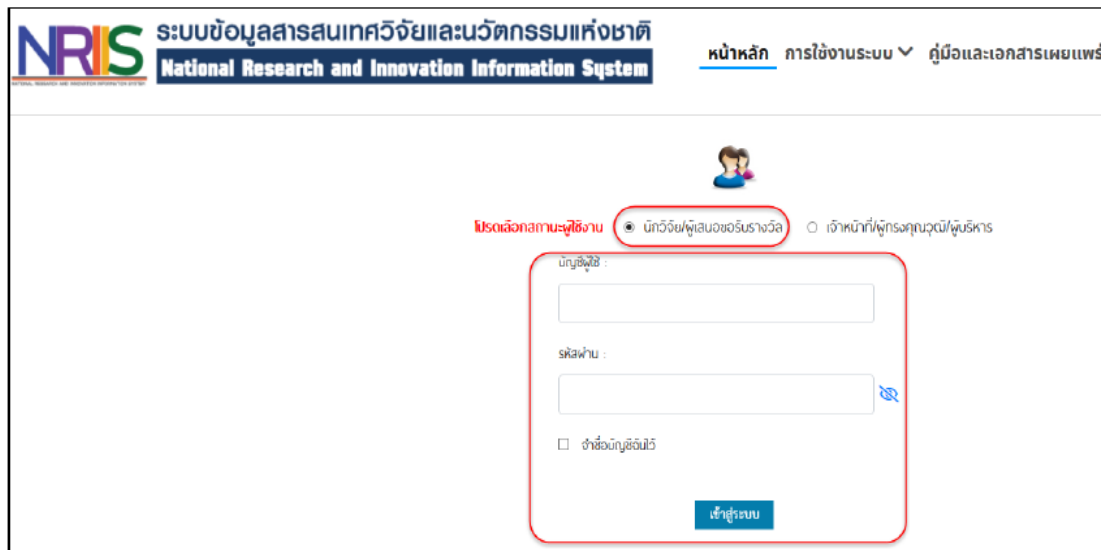 NRIIS
ระบบข้อมูลสารสนเทศวิจัยและนวัตกรรมแห่งชาติ
National Research and Innovation Information System
NATIONAL RESEARCH AND INNOVATION INFORMATION SYSTEM
หน้าหลัก การใช้งานระบบ คู่มือและเอกสารเผยแพร่
โปรดเลือกสถานะผู้ใช้งาน นักวิจัย/ผู้เสนอขอรับรางวัล เจ้าหน้าที่/ผู้ทรงคุณวุฒิ/ผู้บริหาร
บัญชีผู้ใช้ :
รหัสผ่าน :
จำชื่อบัญชีฉันไว้
เข้าสู่ระบบ